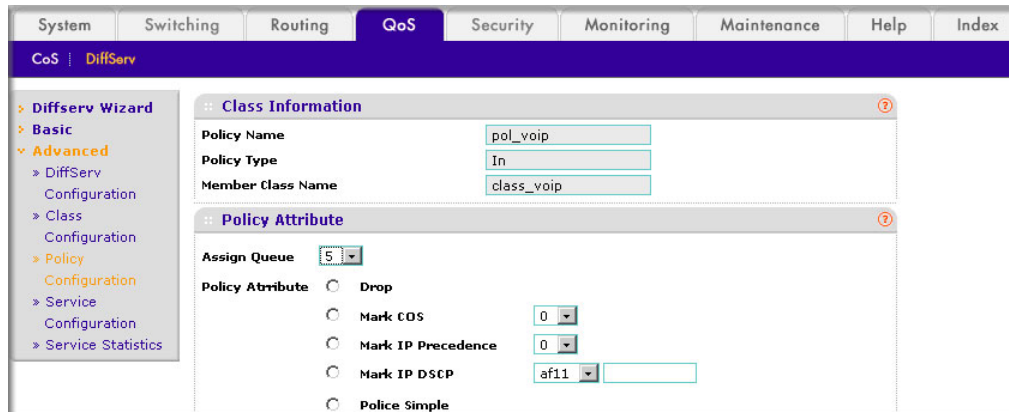 System Switching Routing QoS Security Monitoring Maintenance Help Index
CoS | DiffServ
> Diffserv Wizard
> Basic
v Advanced
» DiffServ
Configuration
» Class
Configuration
» Policy
Configuration
» Service
Configuration
» Service Statistics
:: Class Information ?
Policy Name pol_voip
Policy Type In
Member Class Name class_voip
:: Policy Attribute ?
Assign Queue 5
Policy Attribute Drop
Mark COS 0
Mark IP Precedence 0
Mark IP DSCP af11
Police Simple